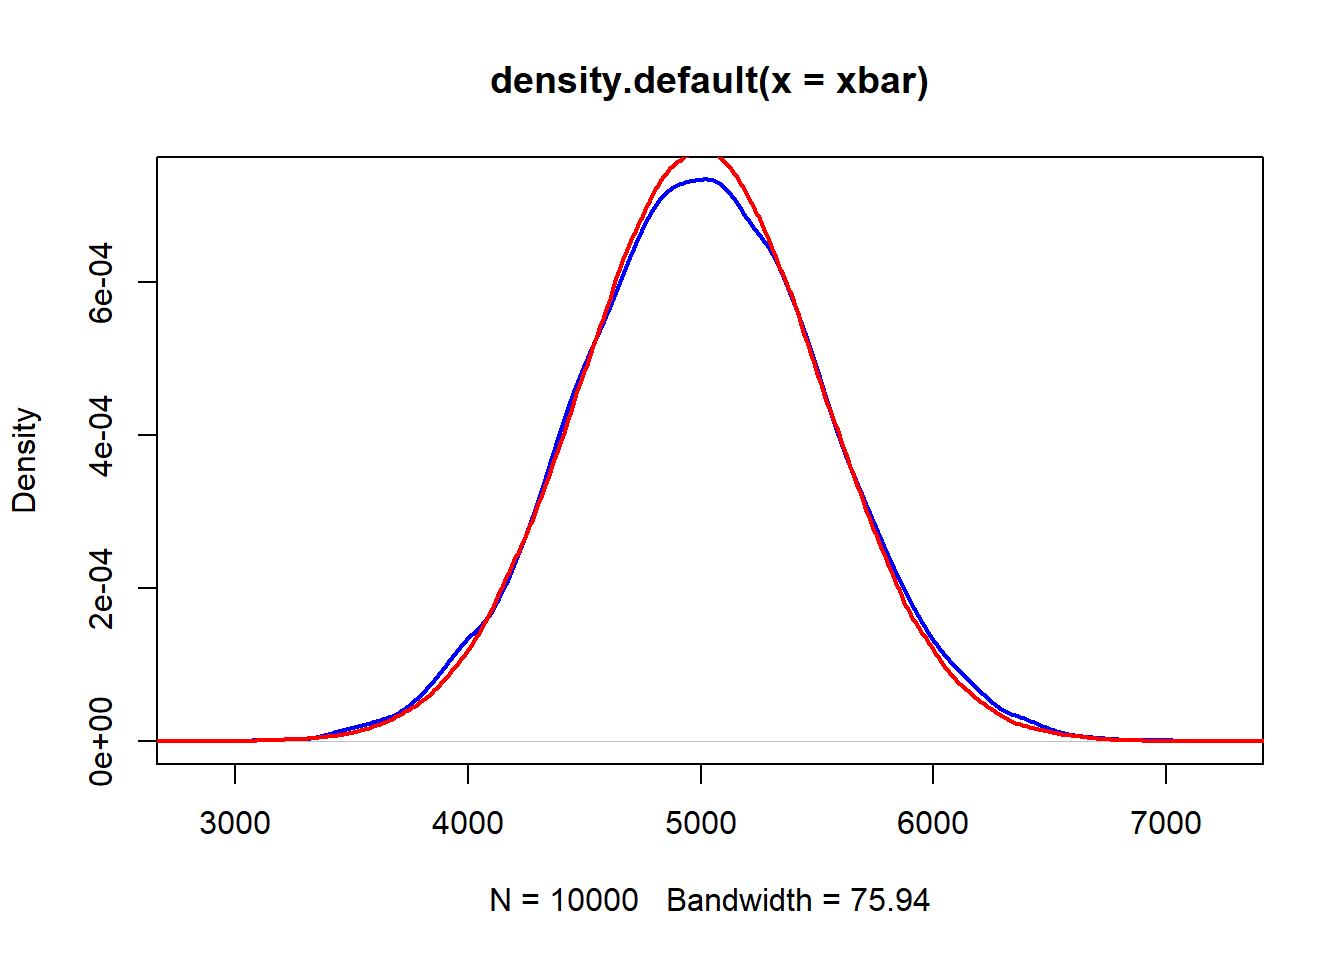 density.default(x = xbar)
Density
6e-04
4e-04
2e-04
0e+00
3000 4000 5000 6000 7000
N = 10000 Bandwidth = 75.94